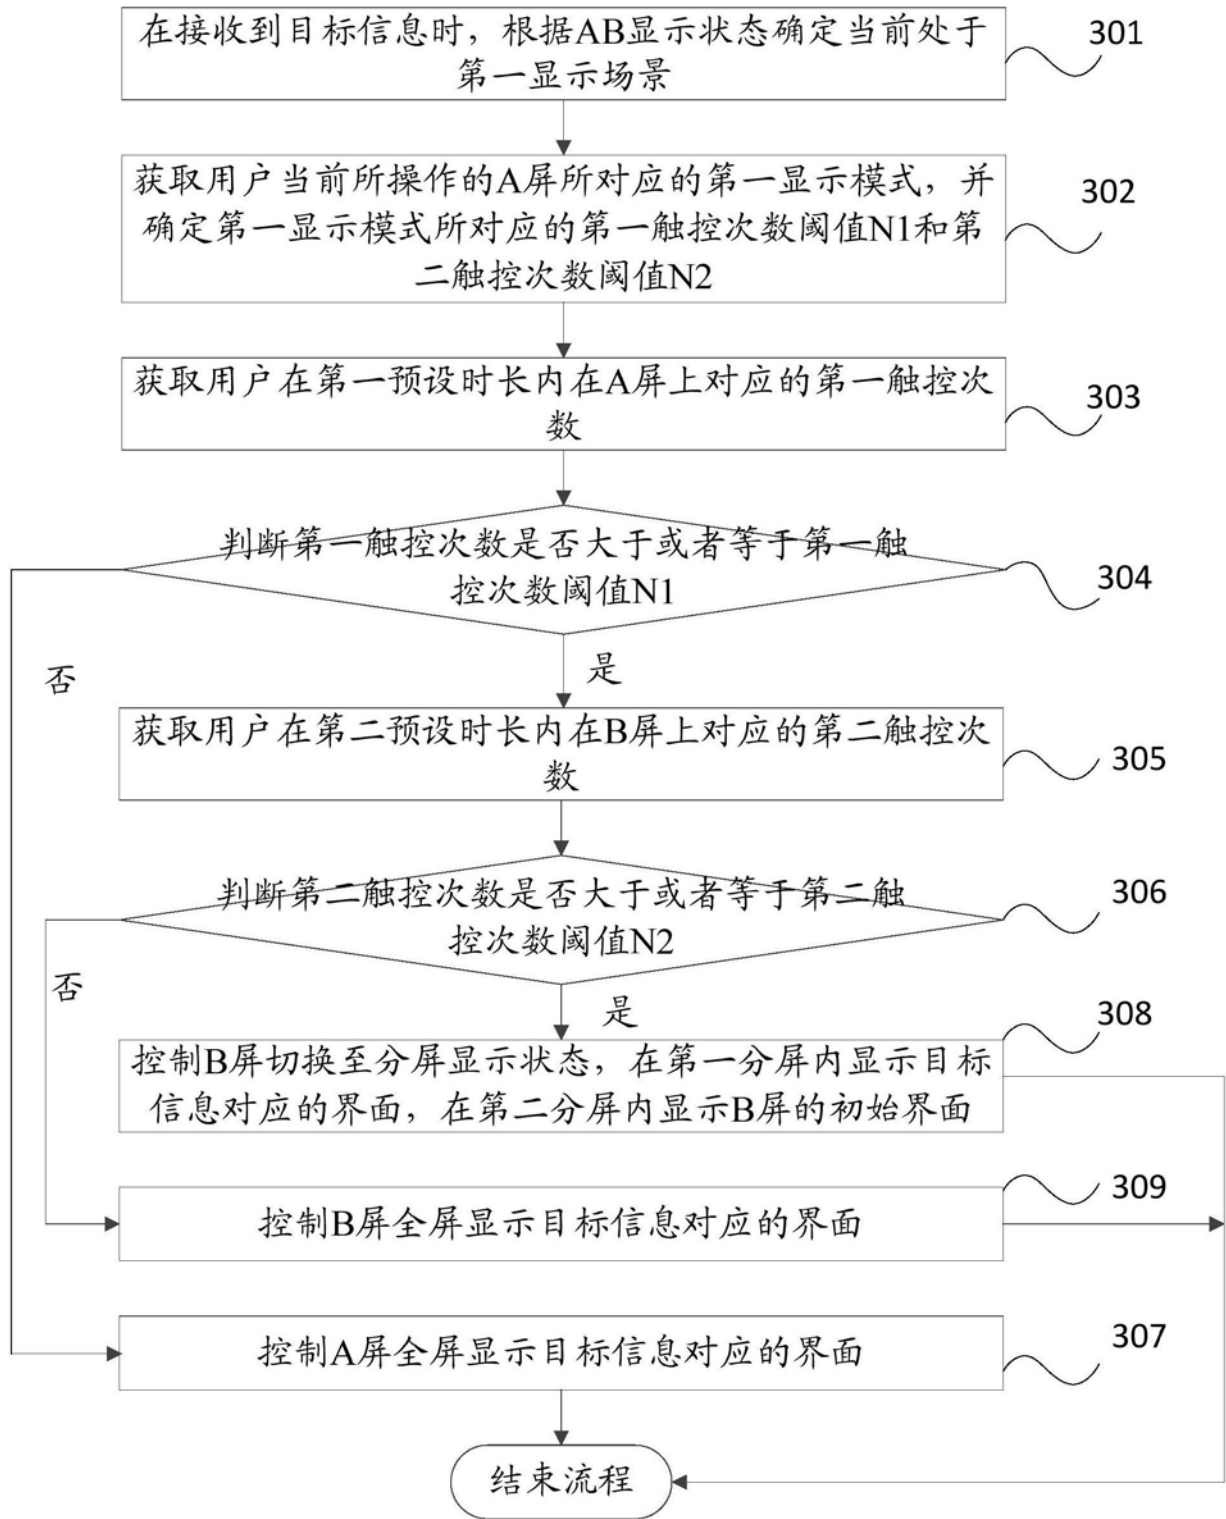 在接收到目标信息时，根据AB显示状态确定当前处于
第一显示场景
301
获取用户当前所操作的A屏所对应的第一显示模式，并
确定第一显示模式所对应的第一触控次数阈值N1和第
二触控次数阈值N2
302
获取用户在第一预设时长内在A屏上对应的第一触控次
数
303
判断第一触控次数是否大于或者等于第一触
控次数阈值N1
304
否
是
获取用户在第二预设时长内在B屏上对应的第二触控次
数
305
判断第二触控次数是否大于或者等于第二触
控次数阈值N2
306
否
是
控制B屏切换至分屏显示状态，在第一分屏内显示目标
信息对应的界面，在第二分屏内显示B屏的初始界面
308
控制B屏全屏显示目标信息对应的界面
309
控制A屏全屏显示目标信息对应的界面
307
结束流程